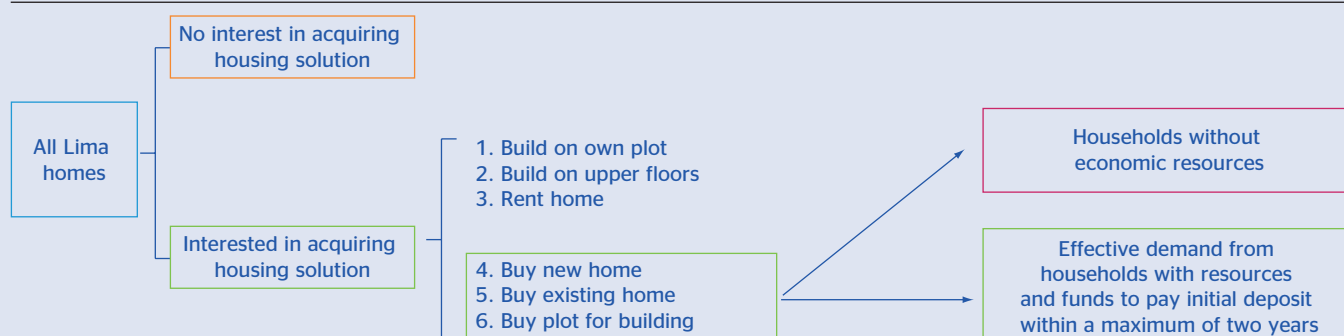 No interest in acquiring
housing solution
All Lima
homes
Interested in acquiring
housing solution
1. Build on own plot
2. Build on upper floors
3. Rent home
4. Buy new home
5. Buy existing home
6. Buy plot for building
Households without
economic resources
Effective demand from
households with resources
and funds to pay initial deposit
within a maximum of two years